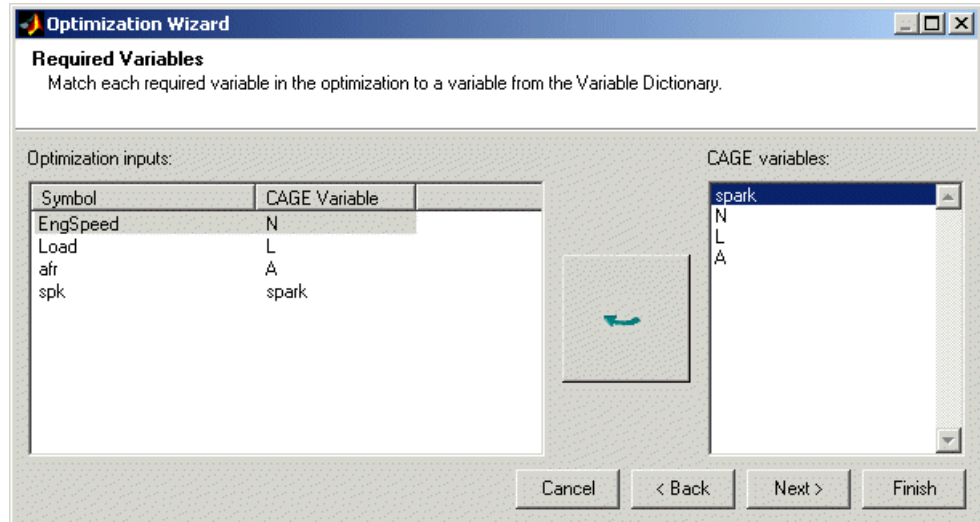 Optimization Wizard
Required Variables
Match each required variable in the optimization to a variable from the Variable Dictionary.
Optimization inputs:
Symbol CAGE Variable
EngSpeed N
Load L
afr A
spk spark
CAGE variables:
spark
N
L
A
Cancel < Back Next > Finish